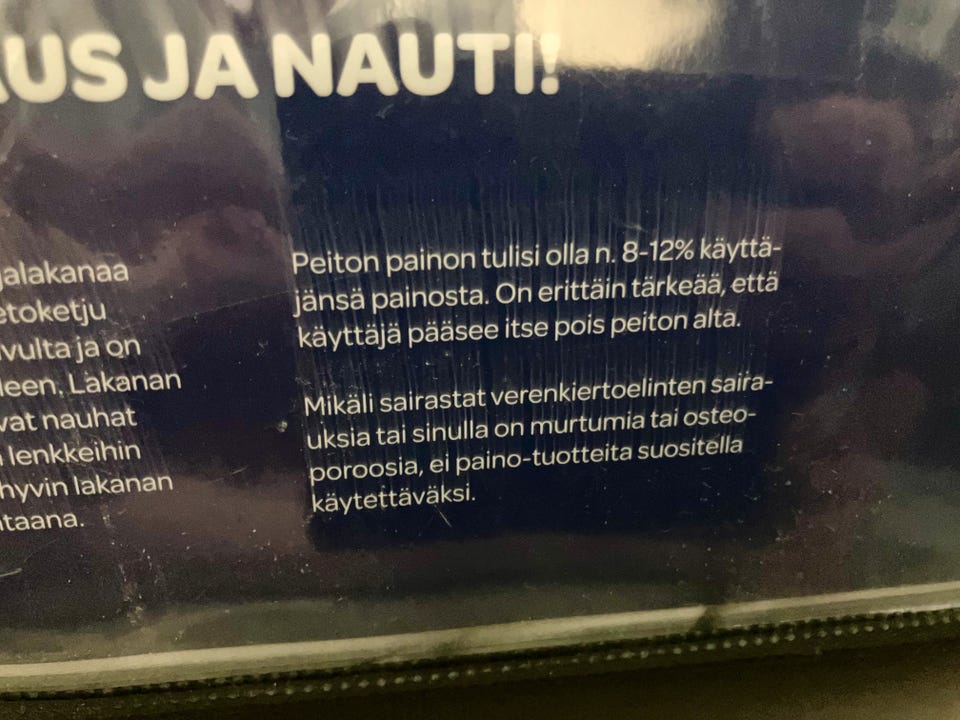 AUS JA NAUTI!
jalakanaa
etoketju
vulta ja on
leen. Lakanan
vat nauhat
lenkkeihin
hyvin lakanan
taana.
Peiton painon tulisi olla n. 8-12% käyttä-
jänsä painosta. On erittäin tärkeää, että
käyttäjä pääsee itse pois peiton alta.
Mikäli sairastat verenkiertoelinten saira-
uksia tai sinulla on murtumia tai osteo-
poroosia, ei paino-tuotteita suositella
käytettäväksi.